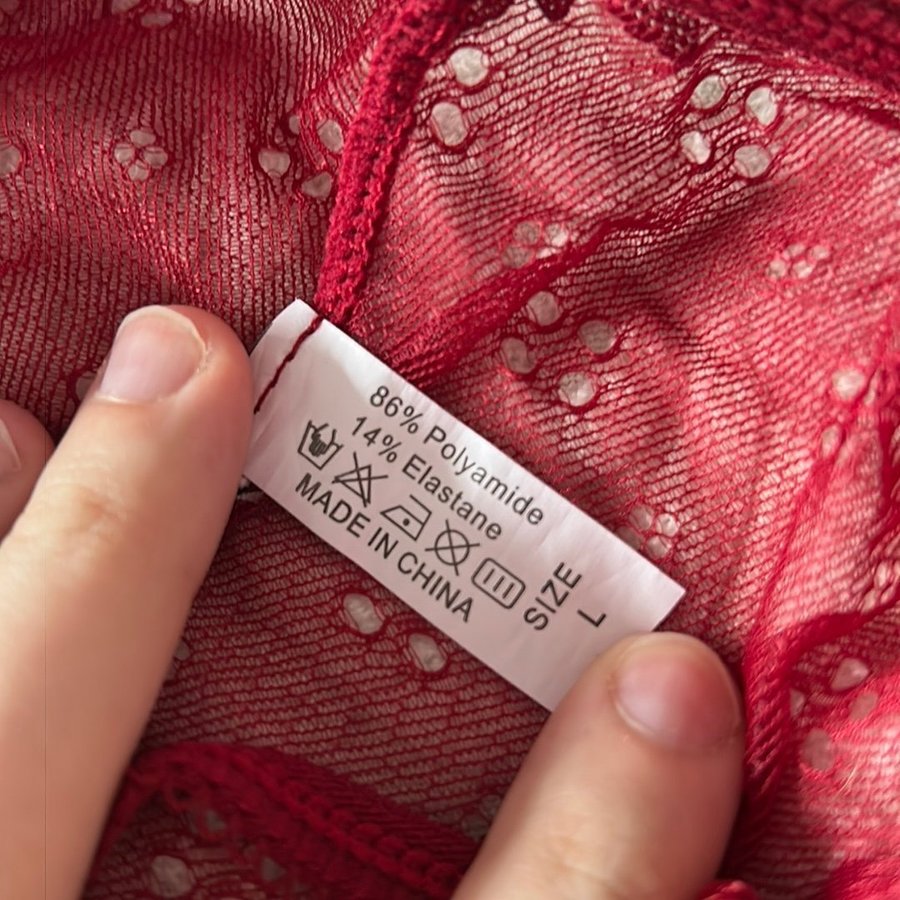 86% Polyamide
14% Elastane
MADE IN CHINA
SIZE
L